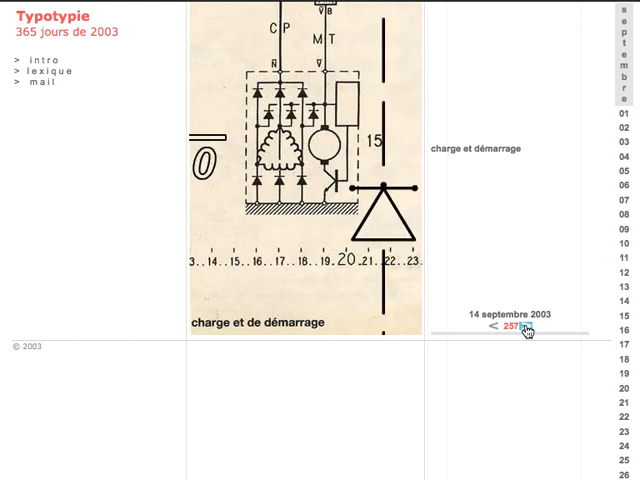 Typotypie
365 jours de 2003
> intro
> lexique
> mail
C P
V B
M T
N
V
15
0
3..14..15..16..17..18..19..20..21..22..23.
charge et de démarrage
charge et démarrage
14 septembre 2003
< 257
© 2003
septembre
01
02
03
04
05
06
07
08
09
10
11
12
13
14
15
16
17
18
19
20
21
22
23
24
25
26